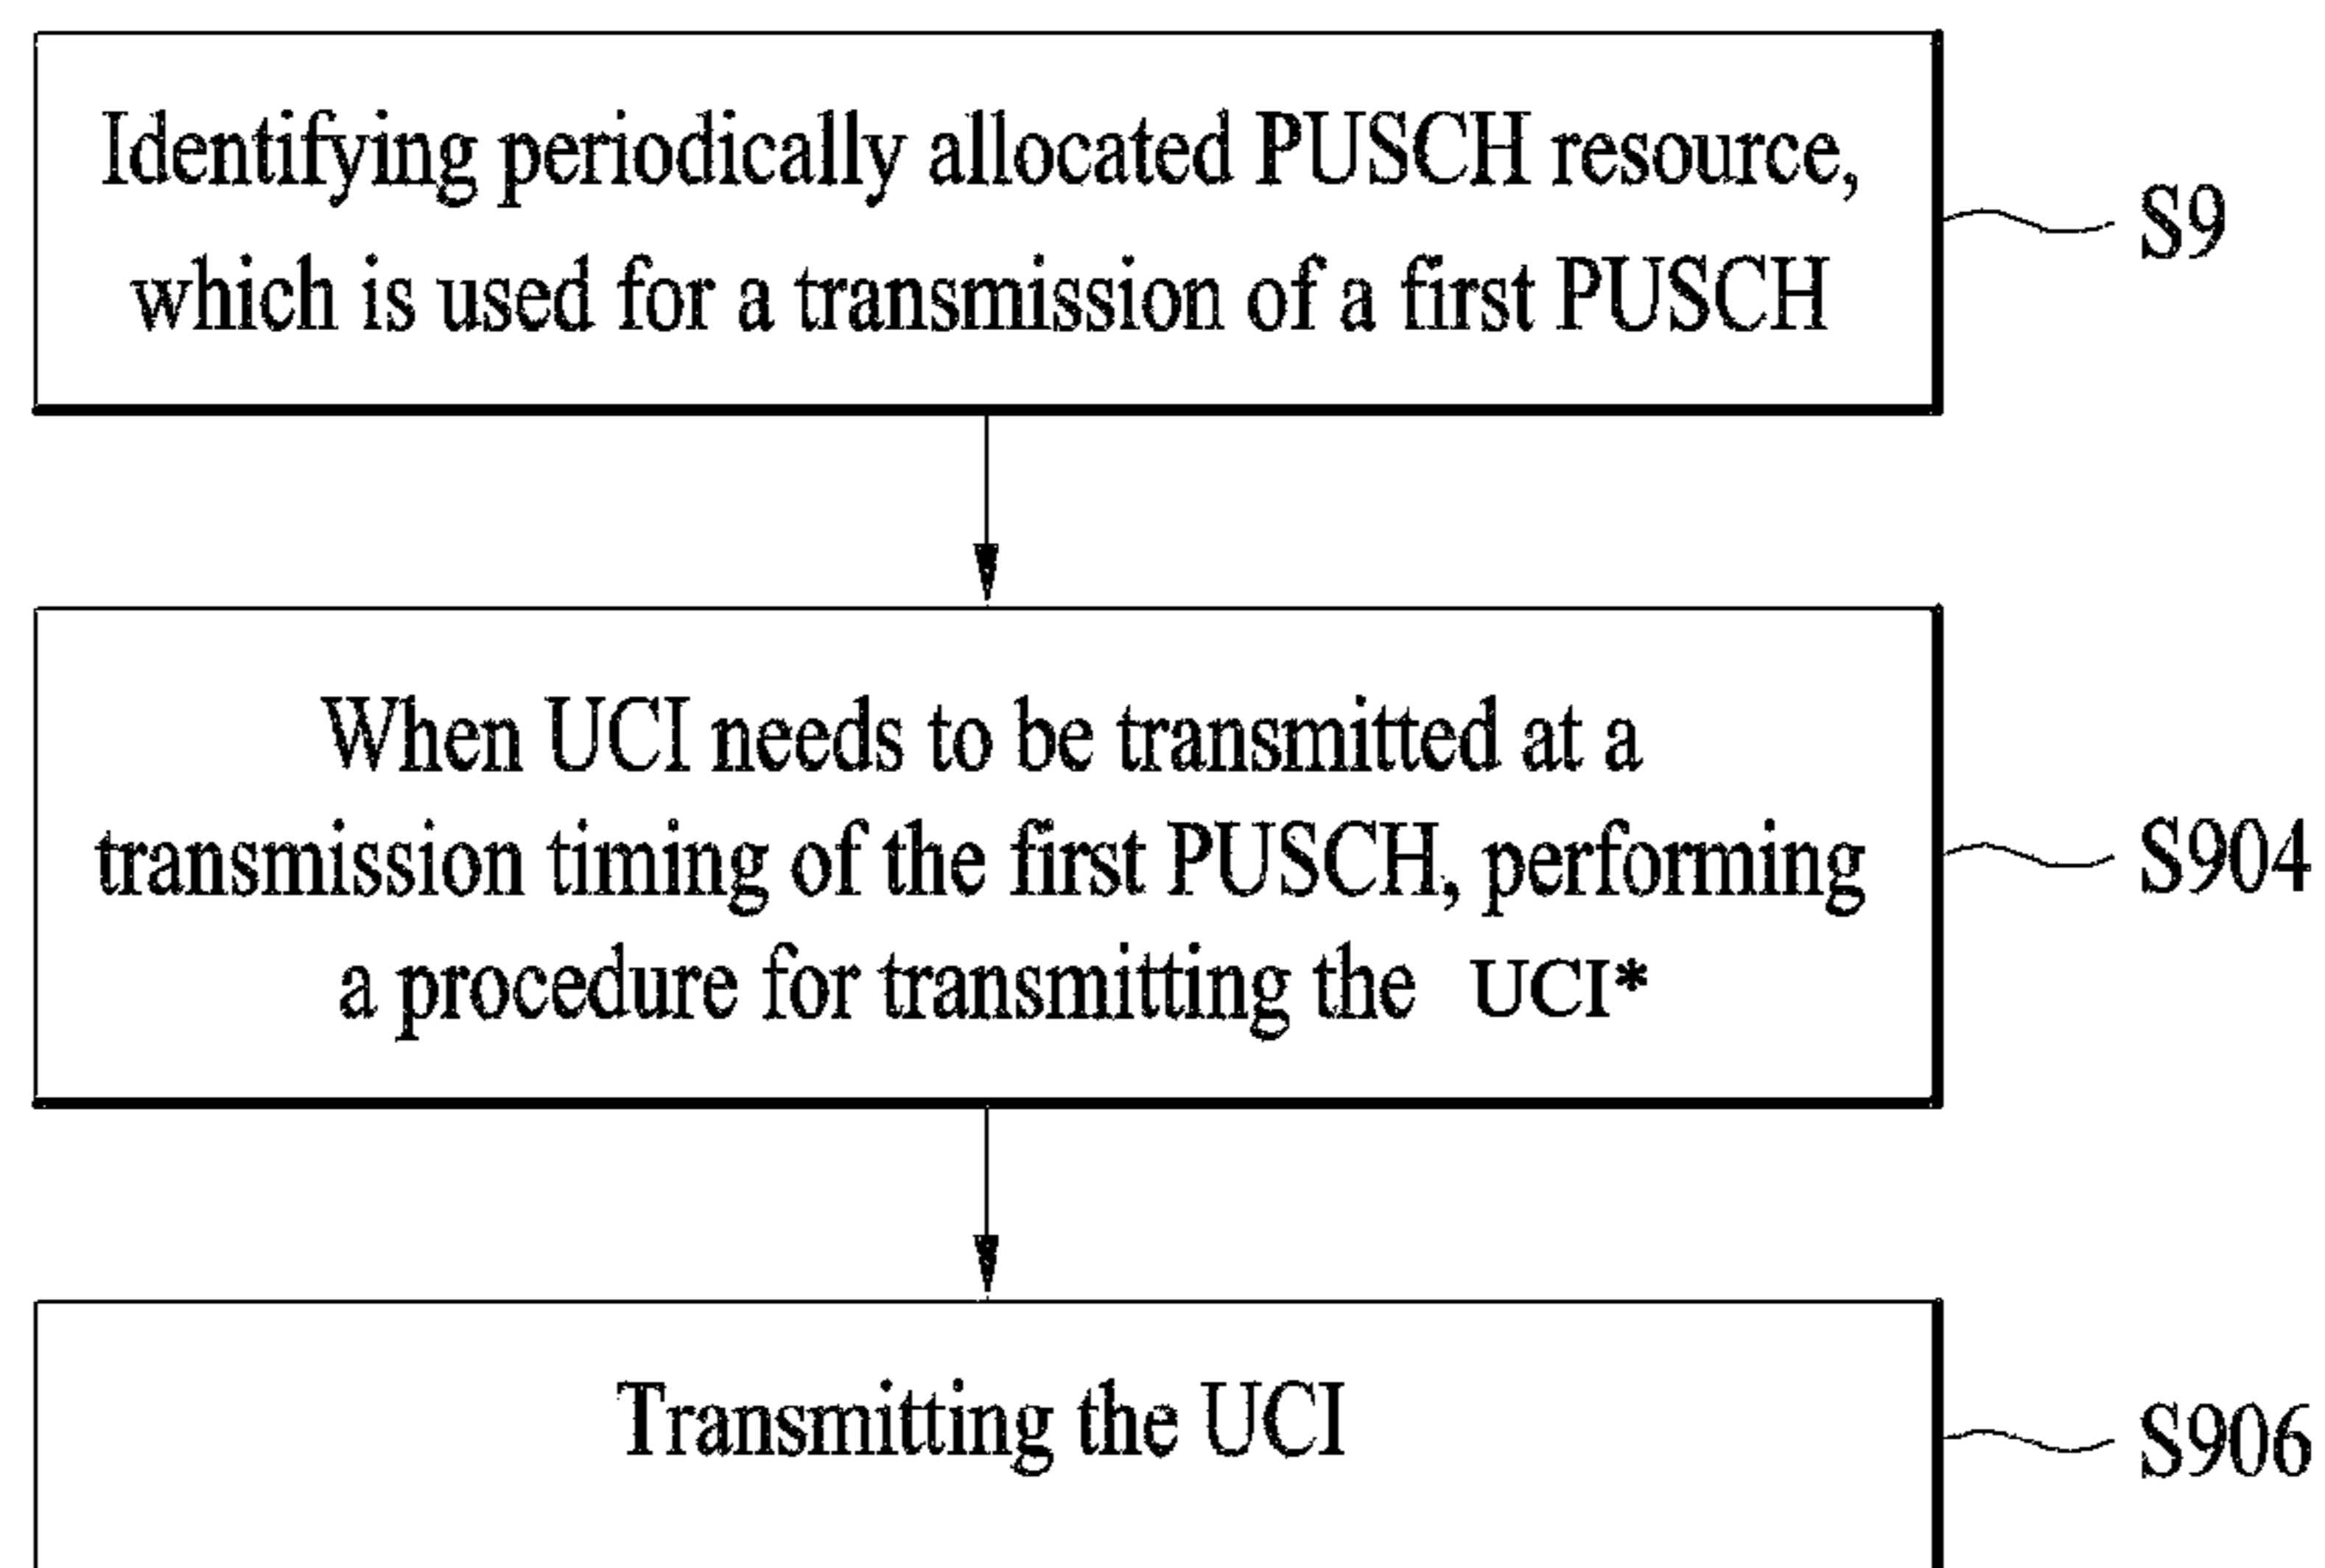 Identifying periodically allocated PUSCH resource,
which is used for a transmission of a first PUSCH
S9
When UCI needs to be transmitted at a
transmission timing of the first PUSCH, performing
a procedure for transmitting the UCI*
S904
Transmitting the UCI
S906